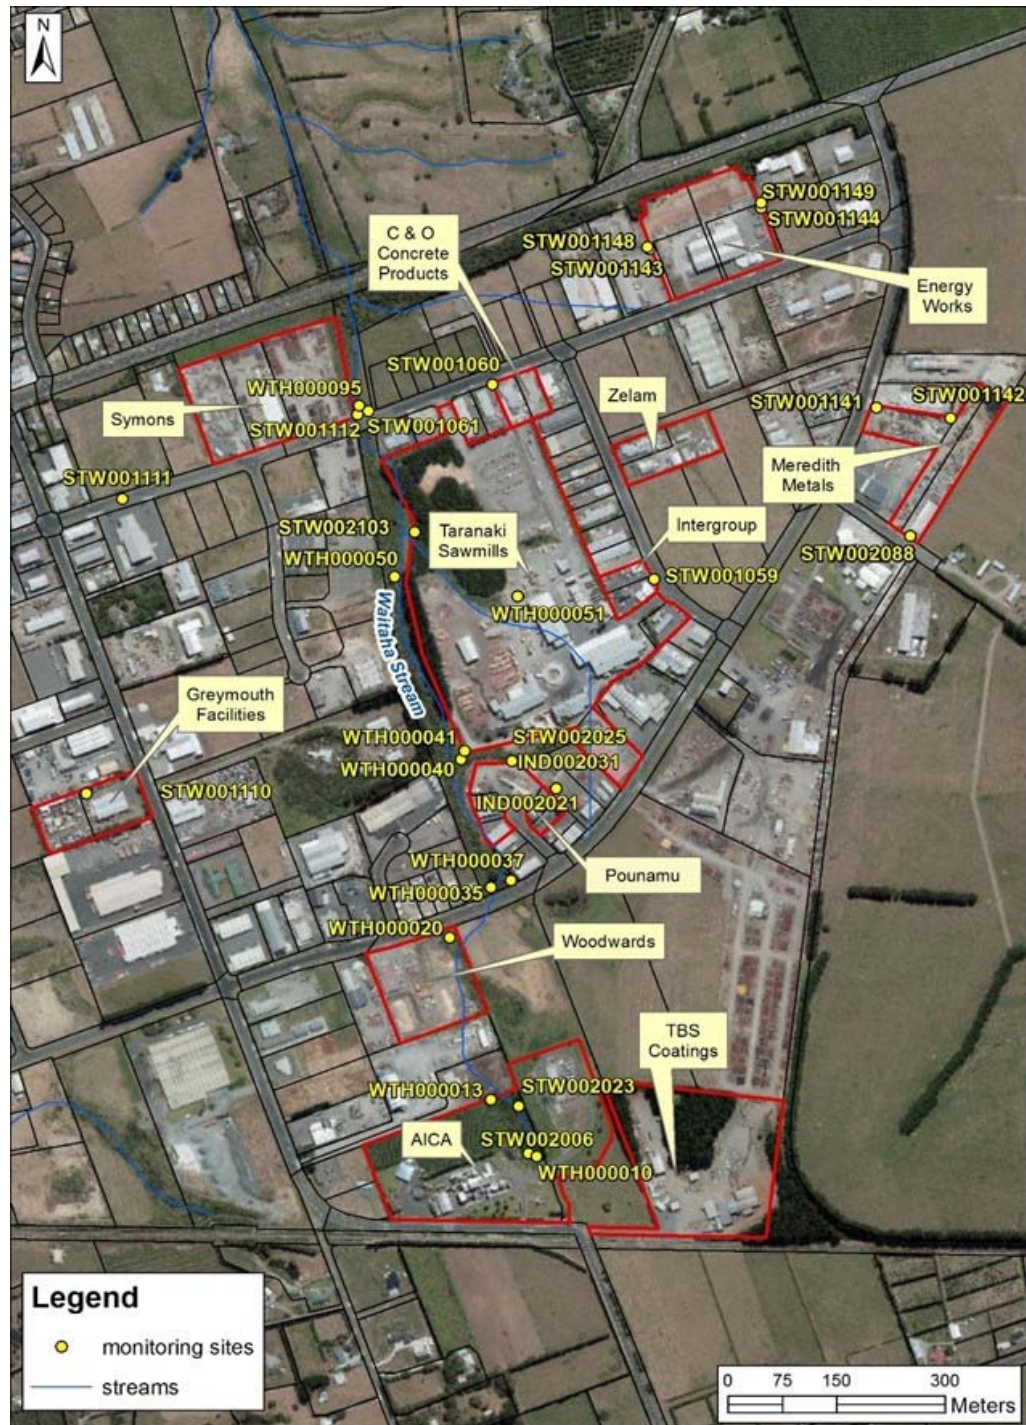 N
STW001149
STW001144
C & O
Concrete
Products
STW001148
STW001143
Energy
Works
STW001060
WTH000095
Symons
Zelam
STW001141
STW001142
STW001112
STW001061
STW001111
Meredith
Metals
STW002103
Taranaki
Sawmills
Intergroup
STW002088
WTH000050
STW001059
WTH000051
Waitaha Stream
Greymouth
Facilities
WTH000041
STW002025
WTH000040
IND002031
STW001110
IND002021
WTH000037
Pounamu
WTH000035
WTH000020
Woodwards
TBS
Coatings
WTH000013
STW002023
AICA
STW002006
WTH000010
Legend
monitoring sites
streams
0 75 150 300
Meters